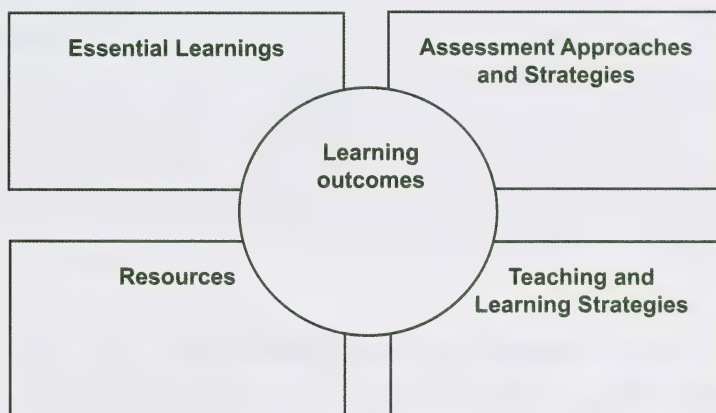 Essential Learnings
Assessment Approaches
and Strategies
Learning
outcomes
Resources
Teaching and
Learning Strategies